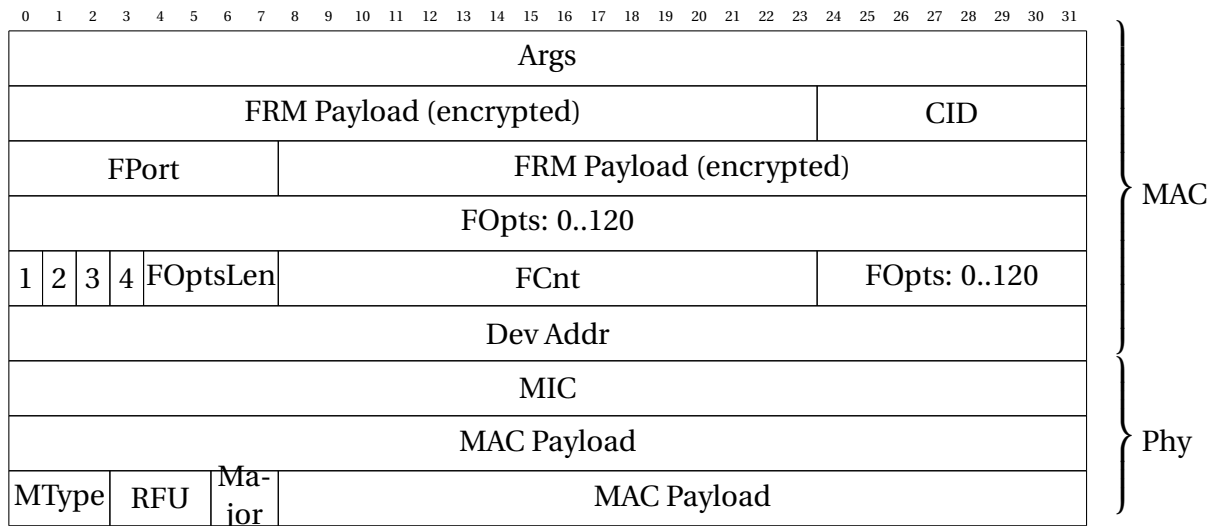 0 1 2 3 4 5 6 7 8 9 10 11 12 13 14 15 16 17 18 19 20 21 22 23 24 25 26 27 28 29 30 31
Args
FRM Payload (encrypted) CID
FPort FRM Payload (encrypted)
FOpts: 0..120
1 2 3 4 FOptsLen FCnt FOpts: 0..120
Dev Addr
MAC
MIC
MAC Payload
MType RFU Ma-
jor MAC Payload
Phy